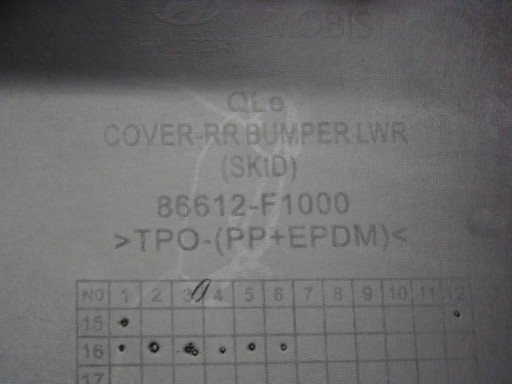 MOBIS
QLe
COVER-RR BUMPER LWR
(SKID)
86612-F1000
>TPO-(PP+EPDM)<
NO 1 2 3 4 5 6 7 8 9 10 11 12
15
16
17